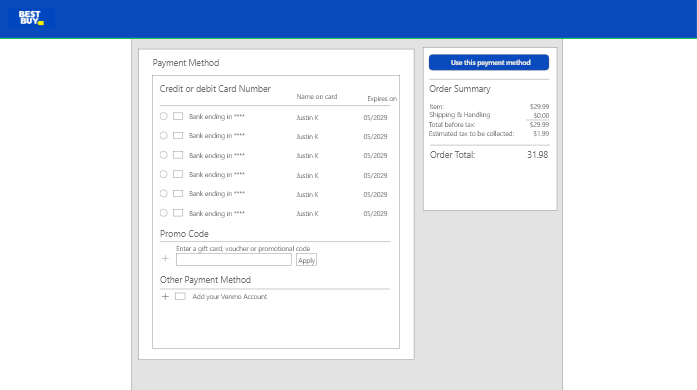 BEST
BUY
Payment Method
Credit or debit Card Number Name on card Expires on
Bank ending in **** Justin K 05/2029
Bank ending in **** Justin K 05/2029
Bank ending in **** Justin K 05/2029
Bank ending in **** Justin K 05/2029
Bank ending in **** Justin K 05/2029
Bank ending in **** Justin K 05/2029
Promo Code
Enter a gift card, voucher or promotional code
+ Apply
Other Payment Method
+ Add your Venmo Account
Use this payment method
Order Summary
Item: $29.99
Shipping & Handling $0.00
Total before tax: $29.99
Estimated tax to be collected: $1.99
Order Total: 31.98